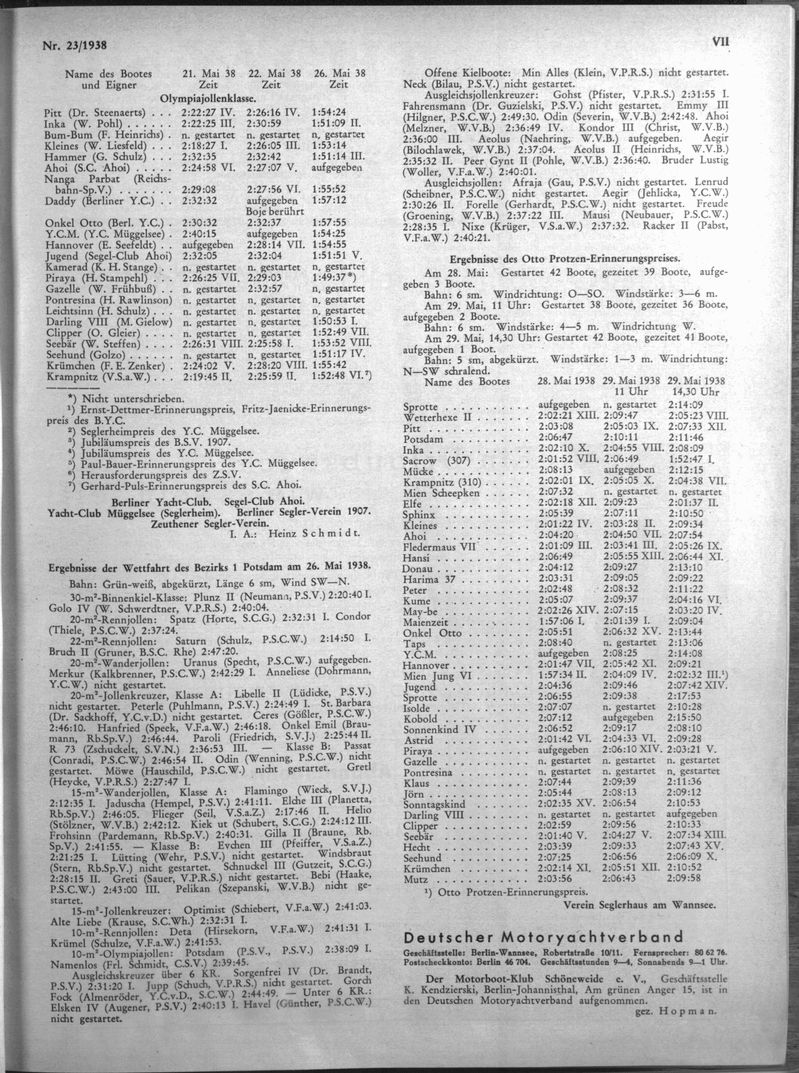 Nr. 23/1938
VII
Name des Bootes 21. Mai 38 22. Mai 38 26. Mai 38
und Eigner Zeit Zeit Zeit
Olympiajollenklasse.
Pitt (Dr. Steenaerts) . . . 2:22:27 IV. 2:26:16 IV. 1:54:24
Inka (W. Pohl) . . . . . 2:22:25 III. 2:30:59 1:51:09 II.
Bum-Bum (F. Heinrichs) . n. gestartet n. gestartet n. gestartet
Kleines (W. Liesfeld) . . . 2:18:27 I. 2:26:05 III. 1:53:14
Hammer (G. Schulz) . . . 2:32:35 2:32:42 1:51:14 III.
Ahoi (S.C. Ahoi) . . . . . 2:24:58 VI. 2:27:07 V. aufgegeben
Nanga Parbat (Reichs-
bahn-Sp.V.) . . . . . . . 2:29:08 2:27:56 VI. 1:55:52
Daddy (Berliner Y.C.) . . 2:32:32 aufgegeben 1:57:12
Boje berührt
Onkel Otto (Berl. Y.C.) . 2:30:32 2:32:37 1:57:55
Y.C.M. (Y.C. Müggelsee) . 2:40:15 aufgegeben 1:54:25
Hannover (E. Seefeldt) . . aufgegeben 2:28:14 VII. 1:54:55
Jugend (Segel-Club Ahoi) 2:32:05 2:32:04 1:51:51 V.
Kamerad (K. H. Stange) . . n. gestartet n. gestartet n. gestartet
Piraya (H. Stampehl) . . . 2:26:25 VII. 2:29:03 1:49:37*)
Gazelle (W. Frühbuß) . . n. gestartet 2:32:57 n. gestartet
Pontresina (H. Rawlinson) n. gestartet n. gestartet n. gestartet
Leichtsinn (H. Schulz) . . . n. gestartet n. gestartet n. gestartet
Darling VIII (M. Gielow) n. gestartet n. gestartet 1:50:53 I.
Clipper (O. Gleier) . . . . n. gestartet n. gestartet 1:52:49 VII.
Seebär (W. Steffen) . . . 2:26:31 VIII. 2:25:58 I. 1:53:52 VIII.
Seehund (Golzo) . . . . . . n. gestartet n. gestartet 1:51:17 IV.
Krümchen (F. E. Zenker) . 2:24:02 V. 2:28:20 VIII. 1:55:42
Krampnitz (V.S.a.W.) . . . 2:19:45 II. 2:25:59 II. 1:52:48 VI.⁷)
*) Nicht unterschrieben.
¹) Ernst-Dettmer-Erinnerungspreis, Fritz-Jaenicke-Erinnerungs-
preis des B.Y.C.
²) Seglerheimpreis des Y.C. Müggelsee.
³) Jubiläumspreis des B.S.V. 1907.
⁴) Jubiläumspreis des Y.C. Müggelsee.
⁵) Paul-Bauer-Erinnerungspreis des Y.C. Müggelsee.
⁶) Herausforderungspreis des Z.S.V.
⁷) Gerhard-Puls-Erinnerungspreis des S.C. Ahoi.
Berliner Yacht-Club. Segel-Club Ahoi.
Yacht-Club Müggelsee (Seglerheim). Berliner Segler-Verein 1907.
Zeuthener Segler-Verein.
I. A.: Heinz Schmidt.
Ergebnisse der Wettfahrt des Bezirks 1 Potsdam am 26. Mai 1938.
Bahn: Grün-weiß, abgekürzt, Länge 6 sm, Wind SW—N.
30-m²-Binnenkiel-Klasse: Plunz II (Neumann, P.S.V.) 2:20:40 I.
Golo IV (W. Schwerdtner, V.P.R.S.) 2:40:04.
20-m²-Rennjollen: Spatz (Horte, S.C.G.) 2:32:31 I. Condor
(Thiele, P.S.C.W.) 2:37:24.
22-m²-Rennjollen: Saturn (Schulz, P.S.C.W.) 2:14:50 I.
Bruch II (Gruner, B.S.C. Rhe) 2:47:20.
20-m²-Wanderjollen: Uranus (Specht, P.S.C.W.) aufgegeben.
Merkur (Kalkbrenner, P.S.C.W.) 2:42:29 I. Anneliese (Dohrmann,
Y.C.W.) nicht gestartet.
20-m²-Jollenkreuzer, Klasse A: Libelle II (Lüdicke, P.S.V.)
nicht gestartet. Peterle (Puhlmann, P.S.V.) 2:24:49 I. St. Barbara
(Dr. Sackhoff, Y.C.v.D.) nicht gestartet. Ceres (Gößler, P.S.C.W.)
2:46:10. Hanfried (Speek, V.F.a.W.) 2:46:18. Onkel Emil (Brau-
mann, Rb.Sp.V.) 2:46:44. Paroli (Friedrich, S.V.J.) 2:25:44 II.
R 73 (Zschuckelt, S.V.N.) 2:36:53 III. — Klasse B: Passat
(Conradi, P.S.C.W.) 2:46:54 II. Odin (Wenning, P.S.C.W.) nicht
gestartet. Möwe (Hauschild, P.S.C.W.) nicht gestartet. Gretl
(Heycke, V.P.R.S.) 2:27:47 I.
15-m²-Wanderjollen, Klasse A: Flamingo (Wieck, S.V.J.)
2:12:35 I. Jaduscha (Hempel, P.S.V.) 2:41:11. Elche III (Planetta,
Rb.Sp.V.) 2:46:05. Flieger (Seil, V.S.a.Z.) 2:17:46 II. Helio
(Stölzner, W.V.B.) 2:42:12. Kiek ut (Schubert, S.C.G.) 2:24:12 III.
Frohsinn (Pardemann, Rb.Sp.V.) 2:40:31. Gilla II (Braune, Rb.
Sp.V.) 2:41:55. — Klasse B: Evchen III (Pfeiffer, V.S.a.Z.)
2:21:25 I. Lütting (Wehr, P.S.V.) nicht gestartet. Windsbraut
(Stern, Rb.Sp.V.) nicht gestartet. Schnuckel III (Gutzeit, S.C.G.)
2:28:15 II. Greti (Sauer, V.P.R.S.) nicht gestartet. Bebi (Haake,
P.S.C.W.) 2:43:00 III. Pelikan (Szepanski, W.V.B.) nicht ge-
startet.
15-m²-Jollenkreuzer: Optimist (Schiebert, V.F.a.W.) 2:41:03.
Alte Liebe (Krause, S.C.Wh.) 2:32:31 I.
10-m²-Rennjollen: Deta (Hirsekorn, V.F.a.W.) 2:41:31 I.
Krümel (Schulze, V.F.a.W.) 2:41:53.
10-m²-Olympiajollen: Potsdam (P.S.V., P.S.V.) 2:38:09 I.
Namenlos (Frl. Schmidt, C.S.V.) 2:39:45.
Ausgleichskreuzer über 6 KR. Sorgenfrei IV (Dr. Brandt,
P.S.V.) 2:31:20 I. Jupp (Schuch, V.P.R.S.) nicht gestartet. Gorch
Fock (Almenröder, Y.C.v.D., S.C.W.) 2:44:49. — Unter 6 KR.:
Elsken IV (Augener, P.S.V.) 2:40:13 I. Havel (Günther, P.S.C.W.)
nicht gestartet.
Offene Kielboote: Min Alles (Klein, V.P.R.S.) nicht gestartet.
Neck (Bilau, P.S.V.) nicht gestartet.
Ausgleichsjollenkreuzer: Gohst (Pfister, V.P.R.S.) 2:31:55 I.
Fahrensmann (Dr. Guzielski, P.S.V.) nicht gestartet. Emmy III
(Hilgner, P.S.C.W.) 2:49:30. Odin (Severin, W.V.B.) 2:42:48. Ahoi
(Melzner, W.V.B.) 2:36:49 IV. Kondor III (Christ, W.V.B.)
2:36:00 III. Aeolus (Naehring, W.V.B.) aufgegeben. Aegir
(Bilochlawek, W.V.B.) 2:37:04. Aeolus II (Heinrichs, W.V.B.)
2:35:32 II. Peer Gynt II (Pohle, W.V.B.) 2:36:40. Bruder Lustig
(Woller, V.F.a.W.) 2:40:01.
Ausgleichsjollen: Afraja (Gau, P.S.V.) nicht gestartet. Lenrud
(Scheibner, P.S.C.W.) nicht gestartet. Aegir (Jehlicka, Y.C.W.)
2:30:26 II. Forelle (Gerhardt, P.S.C.W.) nicht gestartet. Freude
(Groening, W.V.B.) 2:37:22 III. Mausi (Neubauer, P.S.C.W.)
2:28:35 I. Nixe (Krüger, V.S.a.W.) 2:37:32. Racker II (Pabst,
V.F.a.W.) 2:40:21.
Ergebnisse des Otto Protzen-Erinnerungspreises.
Am 28. Mai: Gestartet 42 Boote, gezeitet 39 Boote, aufge-
geben 3 Boote.
Bahn: 6 sm. Windrichtung: O—SO. Windstärke: 3—6 m.
Am 29. Mai, 11 Uhr: Gestartet 38 Boote, gezeitet 36 Boote,
aufgegeben 2 Boote.
Bahn: 6 sm. Windstärke: 4—5 m. Windrichtung W.
Am 29. Mai, 14,30 Uhr: Gestartet 42 Boote, gezeitet 41 Boote,
aufgegeben 1 Boot.
Bahn: 5 sm, abgekürzt. Windstärke: 1—3 m. Windrichtung:
N—SW schralend.
Name des Bootes 28. Mai 1938 29. Mai 1938 29. Mai 1938
11 Uhr 14,30 Uhr
Sprotte . . . . . aufgegeben n. gestartet 2:14:09
Wetterhexe II . . . . . 2:02:21 XIII. 2:09:47 2:05:23 VIII.
Pitt . . . . . 2:03:08 2:05:03 IX. 2:07:33 XII.
Potsdam . . . . . 2:06:47 2:10:11 2:11:46
Inka . . . . . 2:02:10 X. 2:04:55 VIII. 2:08:09
Sacrow (307) . . . . . 2:01:52 VIII. 2:06:49 1:52:47 I.
Mücke . . . . . 2:08:13 aufgegeben 2:12:15
Krampnitz (310) . . . . . 2:02:01 IX. 2:05:05 X. 2:04:38 VII.
Mien Scheepken . . . . . 2:07:32 n. gestartet n. gestartet
Elfe . . . . . 2:02:18 XII. 2:09:23 2:01:37 II.
Sphinx . . . . . 2:05:39 2:07:11 2:10:50
Kleines . . . . . 2:01:22 IV. 2:03:28 II. 2:09:34
Ahoi . . . . . 2:04:20 2:04:50 VII. 2:07:54
Fledermaus VII . . . . . 2:01:09 III. 2:03:41 III. 2:05:26 IX.
Hansi . . . . . 2:06:49 2:05:55 XIII. 2:06:44 XI.
Donau . . . . . 2:04:12 2:09:27 2:13:10
Harima 37 . . . . . 2:03:31 2:09:05 2:09:22
Peter . . . . . 2:02:48 2:08:32 2:11:22
Kume . . . . . 2:05:07 2:09:37 2:04:16 VI.
May-be . . . . . 2:02:26 XIV. 2:07:15 2:03:20 IV.
Maienzeit . . . . . 1:57:06 I. 2:01:39 I. 2:09:04
Onkel Otto . . . . . 2:05:51 2:06:32 XV. 2:13:44
Taps . . . . . 2:08:40 n. gestartet 2:13:06
Y.C.M. . . . . . aufgegeben 2:08:25 2:14:08
Hannover . . . . . 2:01:47 VII. 2:05:42 XI. 2:09:21
Mien Jung VI . . . . . 1:57:34 II. 2:04:09 IV. 2:02:32 III.¹)
Jugend . . . . . 2:04:36 2:09:46 2:07:42 XIV.
Sprotte . . . . . 2:06:55 2:09:38 2:17:53
Isolde . . . . . 2:07:07 n. gestartet 2:10:28
Kobold . . . . . 2:07:12 aufgegeben 2:15:50
Sonnenkind IV . . . . . 2:06:52 2:09:17 2:08:10
Astrid . . . . . 2:01:42 VI. 2:04:33 VI. 2:09:28
Piraya . . . . . aufgegeben 2:06:10 XIV. 2:03:21 V.
Gazelle . . . . . n. gestartet n. gestartet n. gestartet
Pontresina . . . . . n. gestartet n. gestartet n. gestartet
Klaus . . . . . 2:07:44 2:09:39 2:11:36
Jörn . . . . . 2:05:44 2:08:13 2:09:12
Sonntagskind . . . . . 2:02:35 XV. 2:06:54 2:10:53
Darling VIII . . . . . n. gestartet n. gestartet aufgegeben
Clipper . . . . . 2:02:59 2:09:56 2:10:33
Seebär . . . . . 2:01:40 V. 2:04:27 V. 2:07:34 XIII.
Hecht . . . . . 2:03:39 2:09:33 2:07:43 XV.
Seehund . . . . . 2:07:25 2:06:56 2:06:09 X.
Krümchen . . . . . 2:02:14 XI. 2:05:51 XII. 2:10:52
Mutz . . . . . 2:03:56 2:06:43 2:09:58
¹) Otto Protzen-Erinnerungspreis.
Verein Seglerhaus am Wannsee.
Deutscher Motoryachtverband
Geschäftsstelle: Berlin-Wannsee, Robertstraße 10/11. Fernsprecher: 80 62 76.
Postscheckkonto: Berlin 46 704. Geschäftsstunden 9—4, Sonnabends 9—1 Uhr.
Der Motorboot-Klub Schöneweide e. V., Geschäftsstelle
K. Kendzierski, Berlin-Johannisthal, Am grünen Anger 15, ist in
den Deutschen Motoryachtverband aufgenommen.
gez. Hopman.